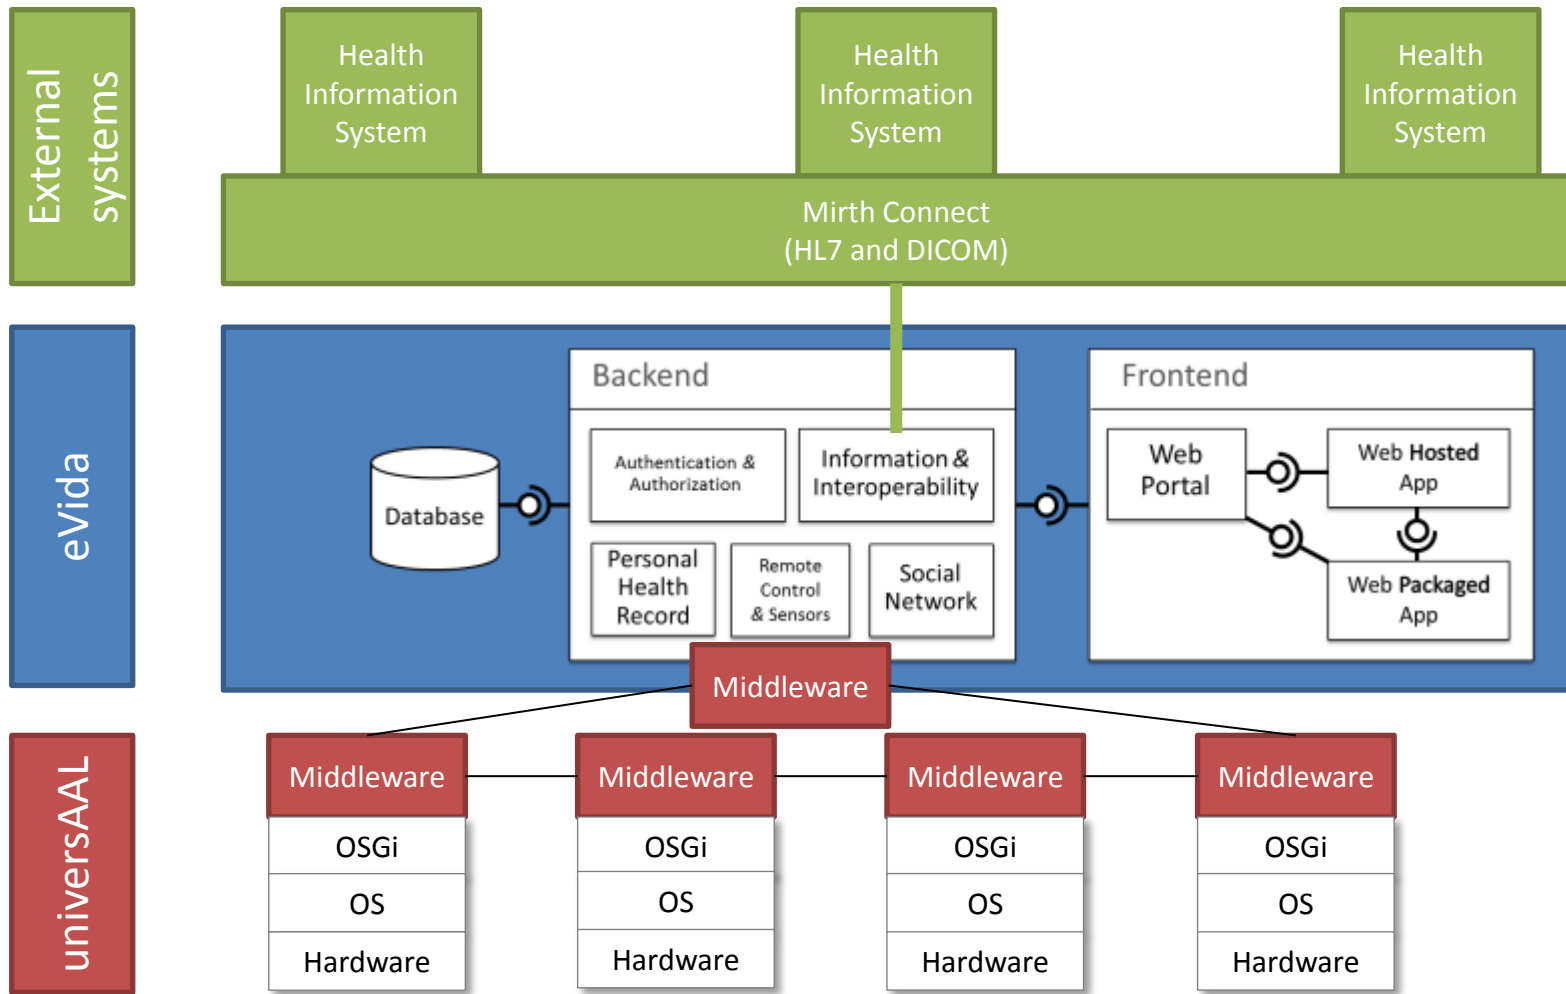 External
systems
Health
Information
System
Health
Information
System
Health
Information
System
Mirth Connect
(HL7 and DICOM)
eVida
Database
Backend
Authentication &
Authorization
Information &
Interoperability
Personal
Health
Record
Remote
Control
& Sensors
Social
Network
Frontend
Web
Portal
Web Hosted
App
Web Packaged
App
Middleware
universAAL
Middleware
OSGi
OS
Hardware
Middleware
OSGi
OS
Hardware
Middleware
OSGi
OS
Hardware
Middleware
OSGi
OS
Hardware